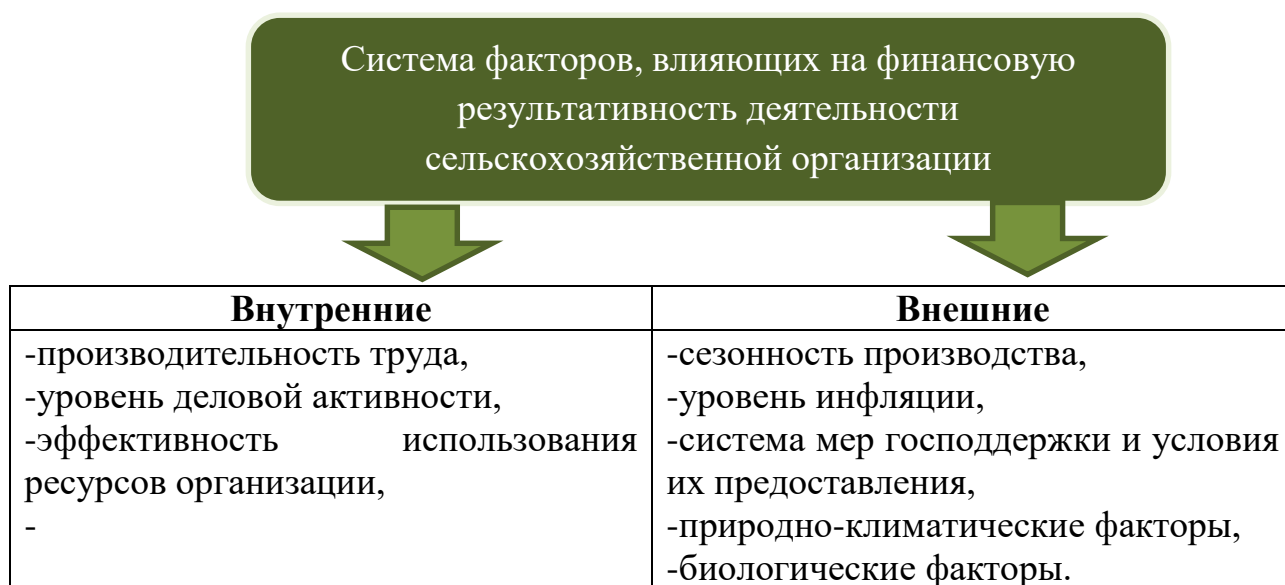 Система факторов, влияющих на финансовую
результативность деятельности
сельскохозяйственной организации
Внутренние
-производительность труда,
-уровень деловой активности,
-эффективность использования
ресурсов организации,
-
Внешние
-сезонность производства,
-уровень инфляции,
-система мер господдержки и условия
их предоставления,
-природно-климатические факторы,
-биологические факторы.